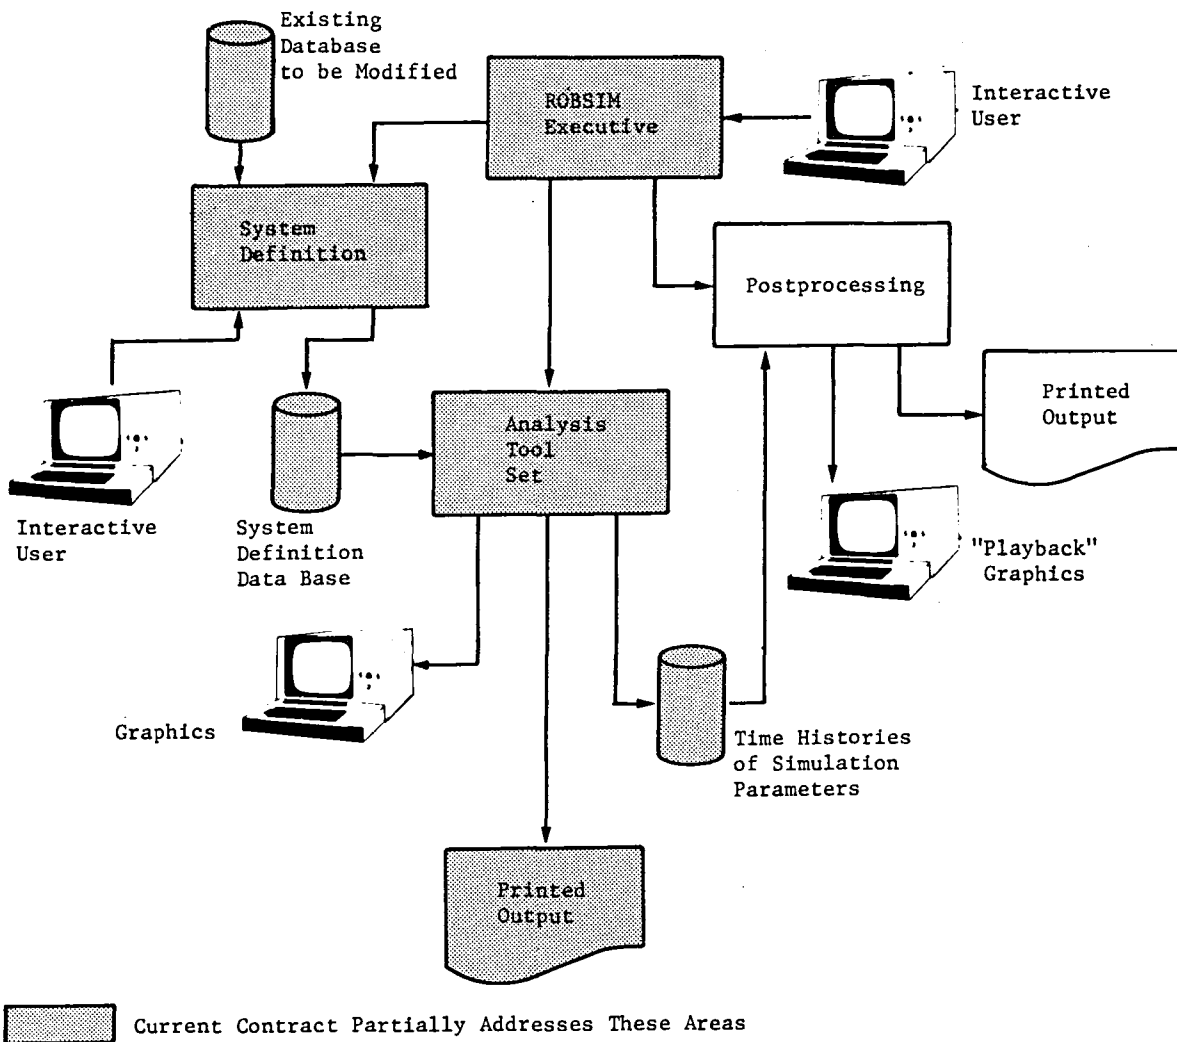 Existing
Database
to be Modified
ROBSIM
Executive
Interactive
User
System
Definition
Postprocessing
Printed
Output
Analysis
Tool
Set
Interactive
User
System
Definition
Data Base
"Playback"
Graphics
Graphics
Time Histories
of Simulation
Parameters
Printed
Output
Current Contract Partially Addresses These Areas